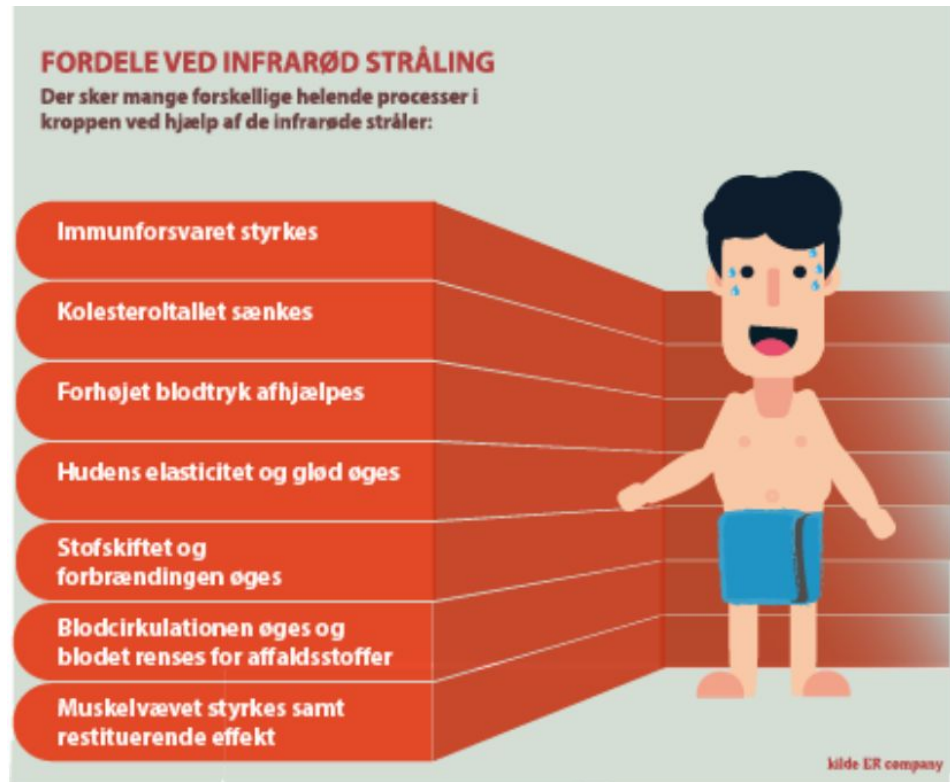 FORDELE VED INFRARØD STRÅLING
Der sker mange forskellige helende processer i
kroppen ved hjælp af de infrarøde stråler:
Immunforsvaret styrkes
Kolesteroltallet sænkes
Forhøjet blodtryk afhjælpes
Hudens elasticitet og glød øges
Stofskiftet og
forbrændingen øges
Blodcirkulationen øges og
blodet renses for affaldsstoffer
Muskelvævet styrkes samt
restituerende effekt
kilde ER company